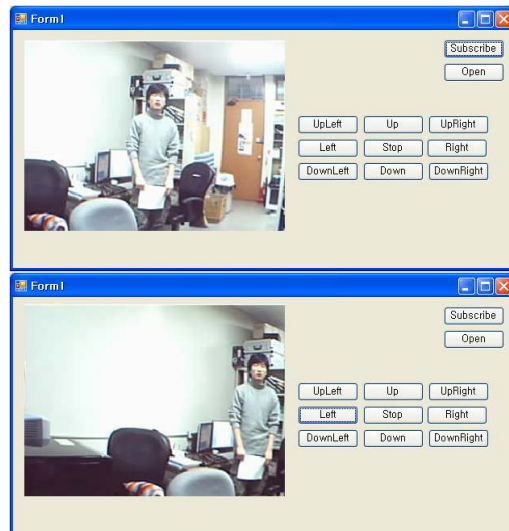 Form1
Subscribe
Open
UpLeft Up UpRight
Left Stop Right
DownLeft Down DownRight
Form1
Subscribe
Open
UpLeft Up UpRight
Left Stop Right
DownLeft Down DownRight